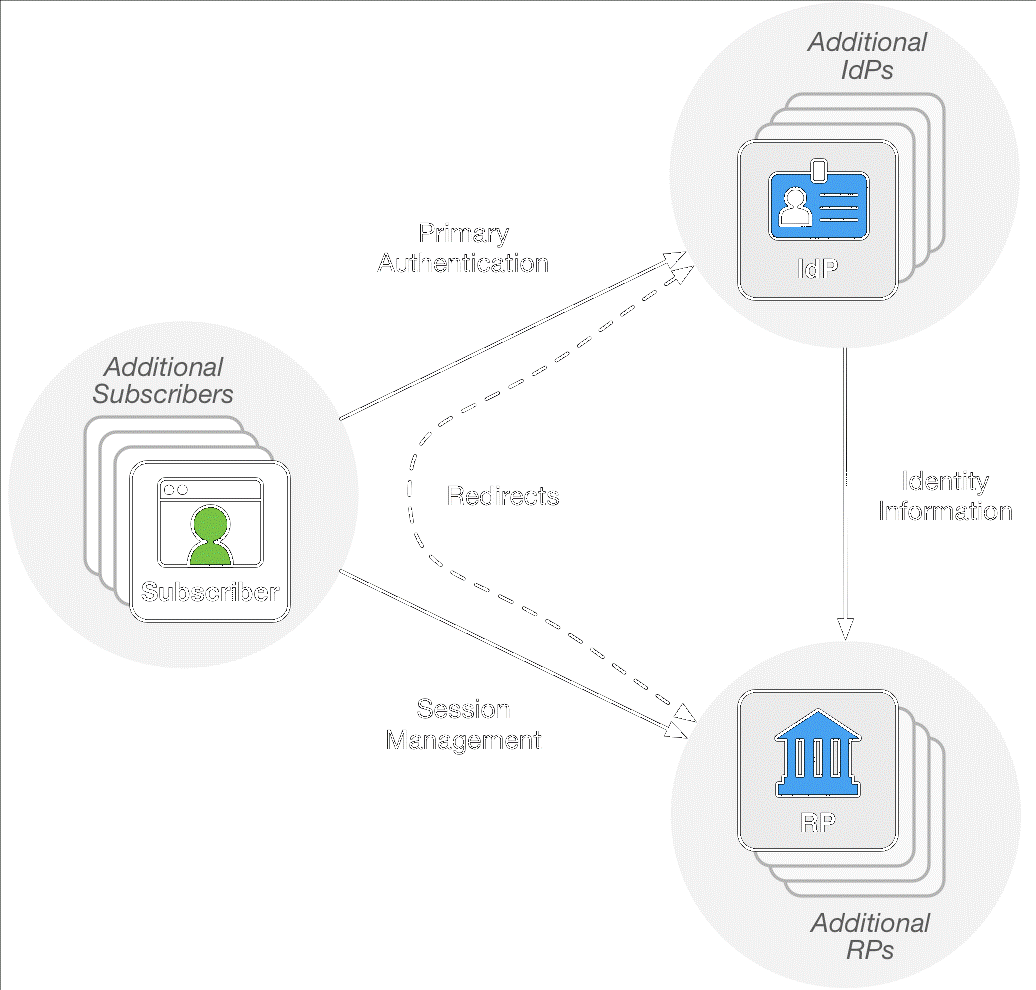 Additional
IdPs
IdP
Primary
Authentication
Additional
Subscribers
Subscriber
Redirects
Identity
Information
Session
Management
RP
Additional
RPs